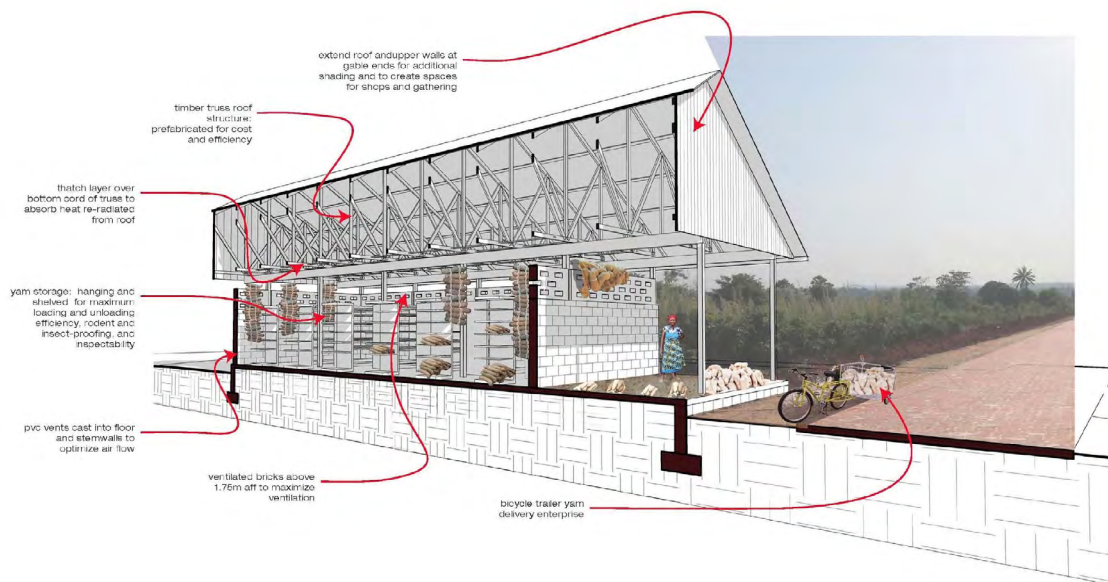 extend roof andupper walls at
gable ends for additional
shading and to create spaces
for shops and gathering
timber truss roof
structure:
prefabricated for cost
and efficiency
thatch layer over
bottom cord of truss to
absorb heat re-radiated
from roof
yam storage: hanging and
shelved for maximum
loading and unloading
efficiency, rodent and
insect-proofing, and
inspectability
pvc vents cast into floor
and stemwalls to
optimize air flow
ventilated bricks above
1.75m aff to maximize
ventilation
bicycle trailer yam
delivery enterprise